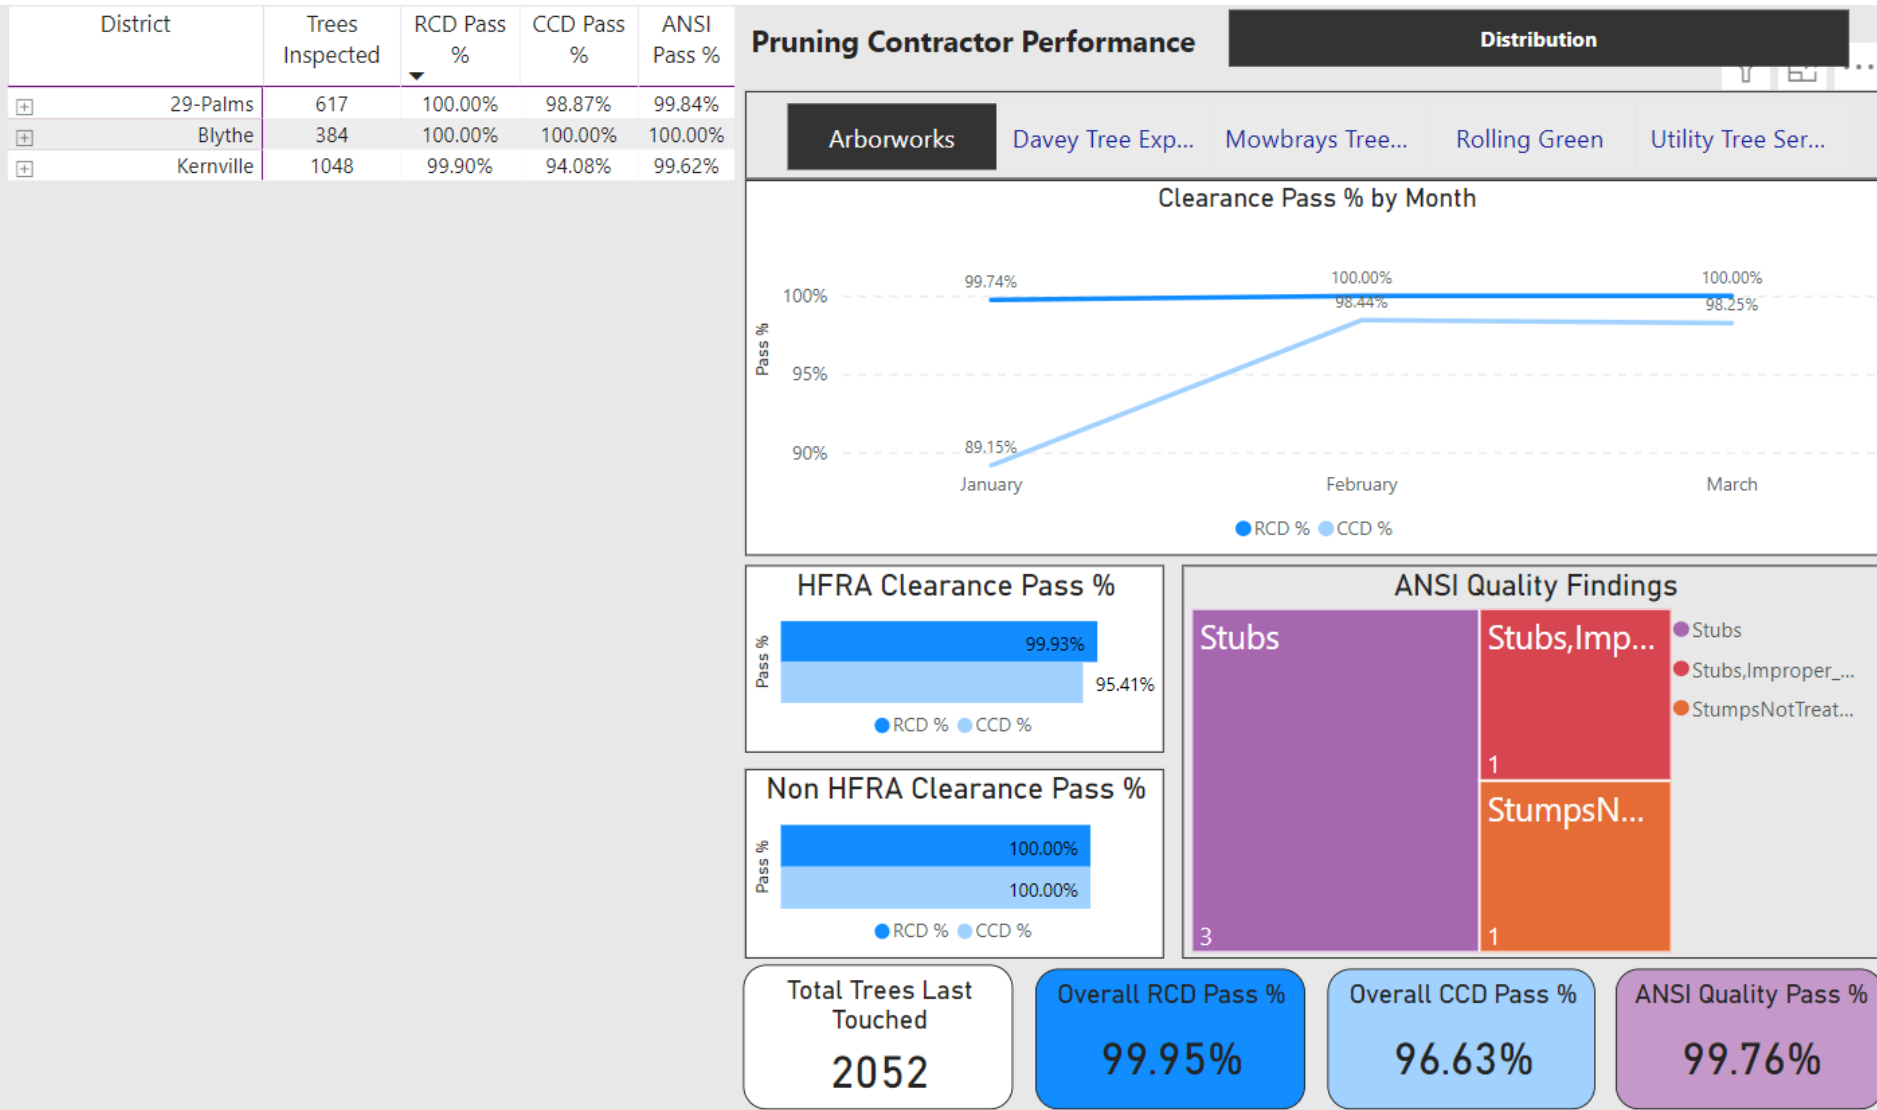 District Trees Inspected RCD Pass % CCD Pass % ANSI Pass %
29-Palms 617 100.00% 98.87% 99.84%
Blythe 384 100.00% 100.00% 100.00%
Kernville 1048 99.90% 94.08% 99.62%
Pruning Contractor Performance
Distribution
Arborworks Davey Tree Exp... Mowbrays Tree... Rolling Green Utility Tree Ser...
Clearance Pass % by Month
Pass %
100%
95%
90%
99.74% 100.00% 100.00%
98.44% 98.25%
89.15%
January February March
RCD % CCD %
HFRA Clearance Pass %
Pass %
99.93%
95.41%
RCD % CCD %
Non HFRA Clearance Pass %
Pass %
100.00%
100.00%
RCD % CCD %
ANSI Quality Findings
Stubs
3
Stubs,Imp...
1
StumpsN...
1
Stubs
Stubs,Improper_...
StumpsNotTreat...
Total Trees Last
Touched
2052
Overall RCD Pass %
99.95%
Overall CCD Pass %
96.63%
ANSI Quality Pass %
99.76%